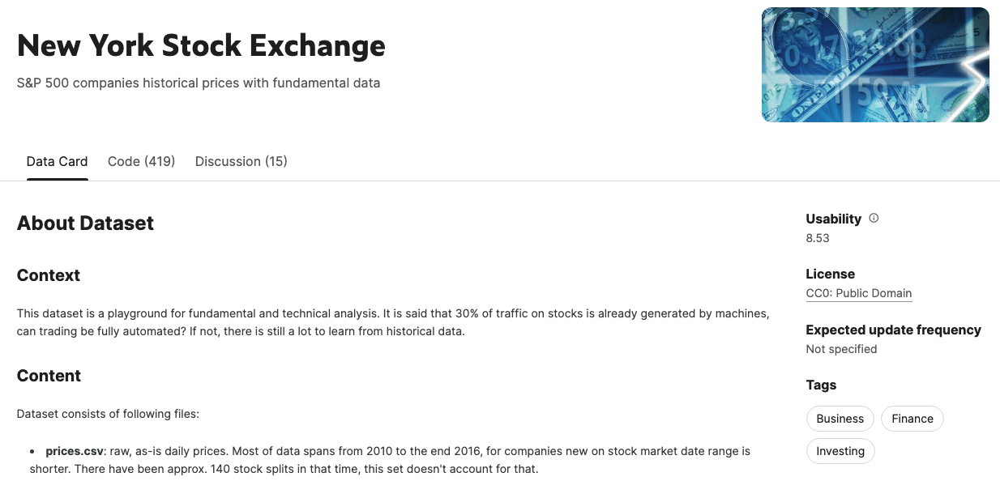 New York Stock Exchange
S&P 500 companies historical prices with fundamental data
Data Card Code (419) Discussion (15)
About Dataset
Context
This dataset is a playground for fundamental and technical analysis. It is said that 30% of traffic on stocks is already generated by machines,
can trading be fully automated? If not, there is still a lot to learn from historical data.
Content
Dataset consists of following files:
• prices.csv: raw, as-is daily prices. Most of data spans from 2010 to the end 2016, for companies new on stock market date range is
shorter. There have been approx. 140 stock splits in that time, this set doesn't account for that.
Usability
8.53
License
CC0: Public Domain
Expected update frequency
Not specified
Tags
Business Finance
Investing